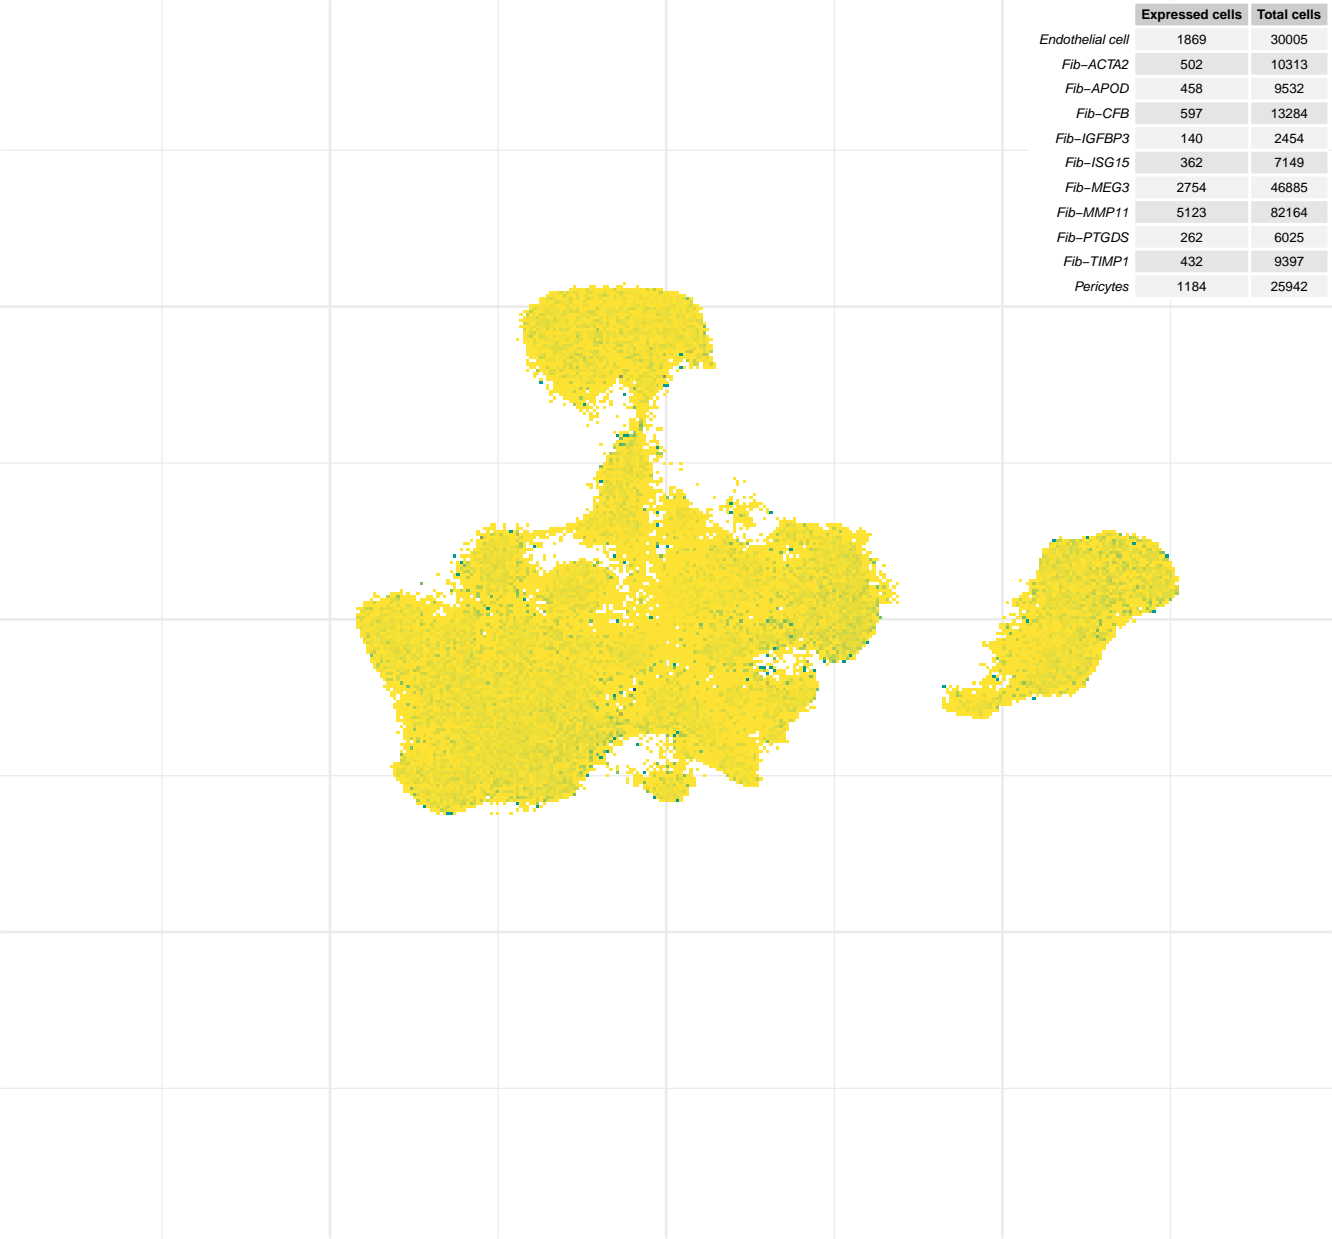 Expressed cells Total cells
Endothelial cell 1869 30005
Fib−ACTA2 502 10313
Fib−APOD 458 9532
Fib−CFB 597 13284
Fib−IGFBP3 140 2454
Fib−ISG15 362 7149
Fib−MEG3 2754 46885
Fib−MMP11 5123 82164
Fib−PTGDS 262 6025
Fib−TIMP1 432 9397
Pericytes 1184 25942